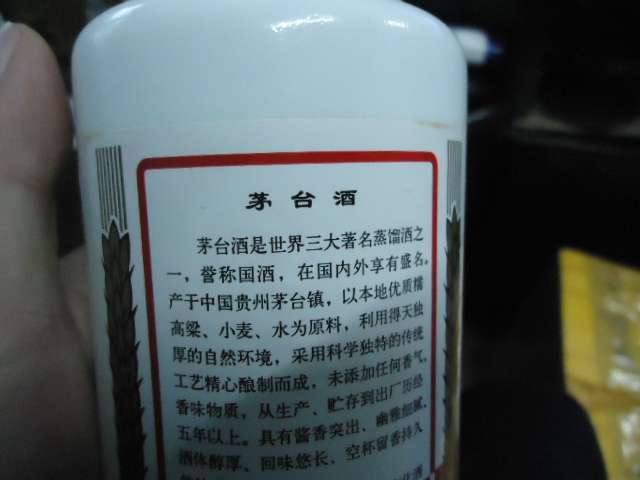 茅台酒
茅台酒是世界三大著名蒸馏酒之
一，誉称国酒，在国内外享有盛名。
产于中国贵州茅台镇，以本地优质糯
高粱、小麦、水为原料，利用得天独
厚的自然环境，采用科学独特的传统
工艺精心酿制而成，未添加任何香气、
香味物质，从生产、贮存到出厂历经
五年以上。具有酱香突出、幽雅细腻、
酒体醇厚、回味悠长、空杯留香持久